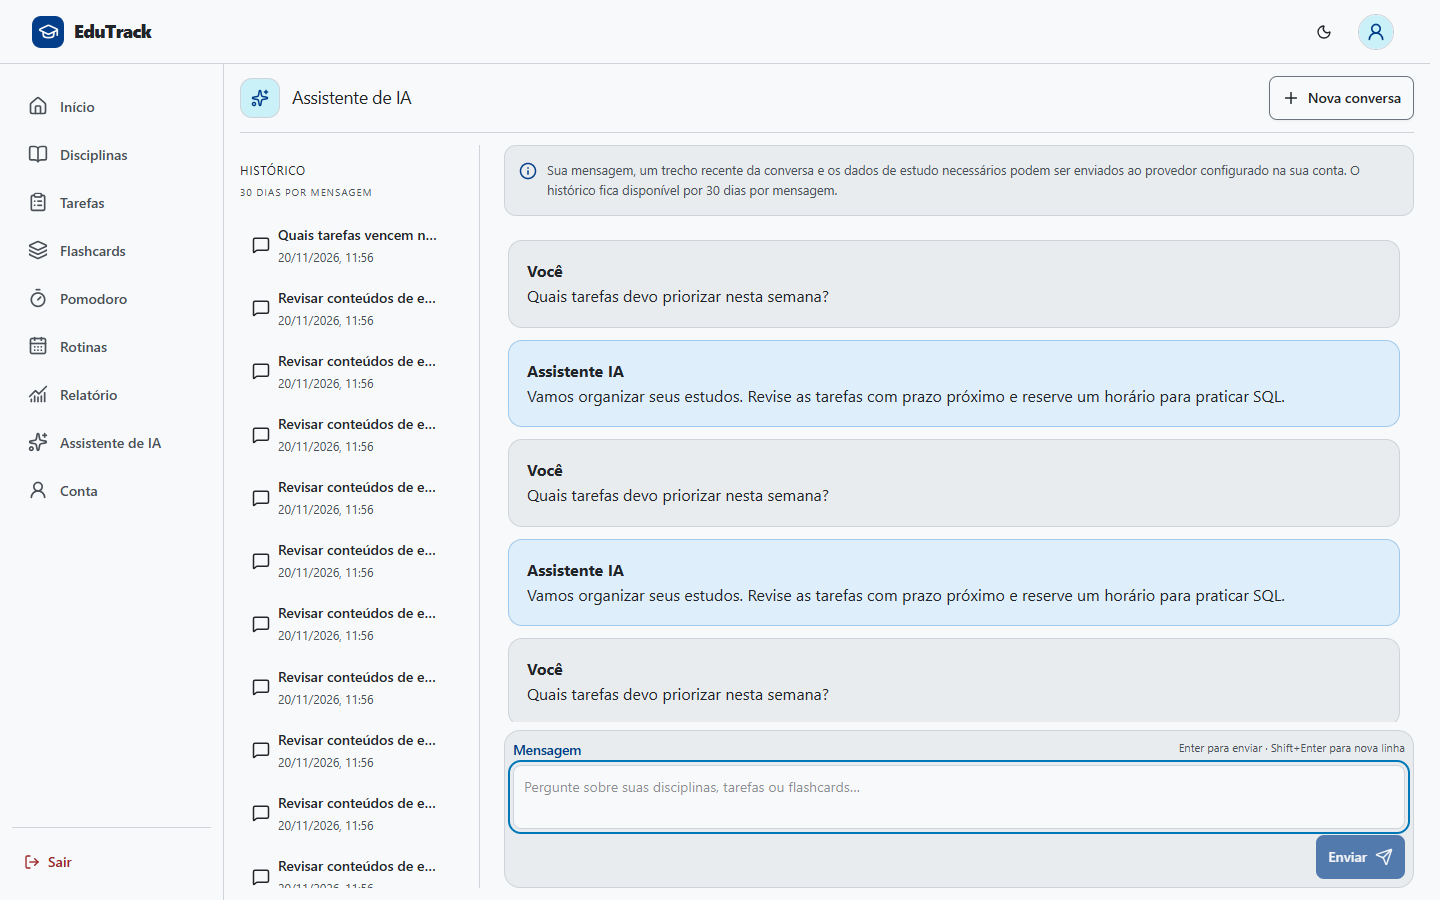 EduTrack
Início
Disciplinas
Tarefas
Flashcards
Pomodoro
Rotinas
Relatório
Assistente de IA
Conta
Sair
Assistente de IA
Nova conversa
HISTÓRICO
30 DIAS POR MENSAGEM
Quais tarefas vencem n...
20/11/2026, 11:56
Revisar conteúdos de e...
20/11/2026, 11:56
Revisar conteúdos de e...
20/11/2026, 11:56
Revisar conteúdos de e...
20/11/2026, 11:56
Revisar conteúdos de e...
20/11/2026, 11:56
Revisar conteúdos de e...
20/11/2026, 11:56
Revisar conteúdos de e...
20/11/2026, 11:56
Revisar conteúdos de e...
20/11/2026, 11:56
Revisar conteúdos de e...
20/11/2026, 11:56
Revisar conteúdos de e...
20/11/2026, 11:56
Revisar conteúdos de e...
20/11/2026, 11:56
Sua mensagem, um trecho recente da conversa e os dados de estudo necessários podem ser enviados ao provedor configurado na sua conta. O
histórico fica disponível por 30 dias por mensagem.
Você
Quais tarefas devo priorizar nesta semana?
Assistente IA
Vamos organizar seus estudos. Revise as tarefas com prazo próximo e reserve um horário para praticar SQL.
Você
Quais tarefas devo priorizar nesta semana?
Assistente IA
Vamos organizar seus estudos. Revise as tarefas com prazo próximo e reserve um horário para praticar SQL.
Você
Quais tarefas devo priorizar nesta semana?
Mensagem
Enter para enviar · Shift+Enter para nova linha
Pergunte sobre suas disciplinas, tarefas ou flashcards...
Enviar